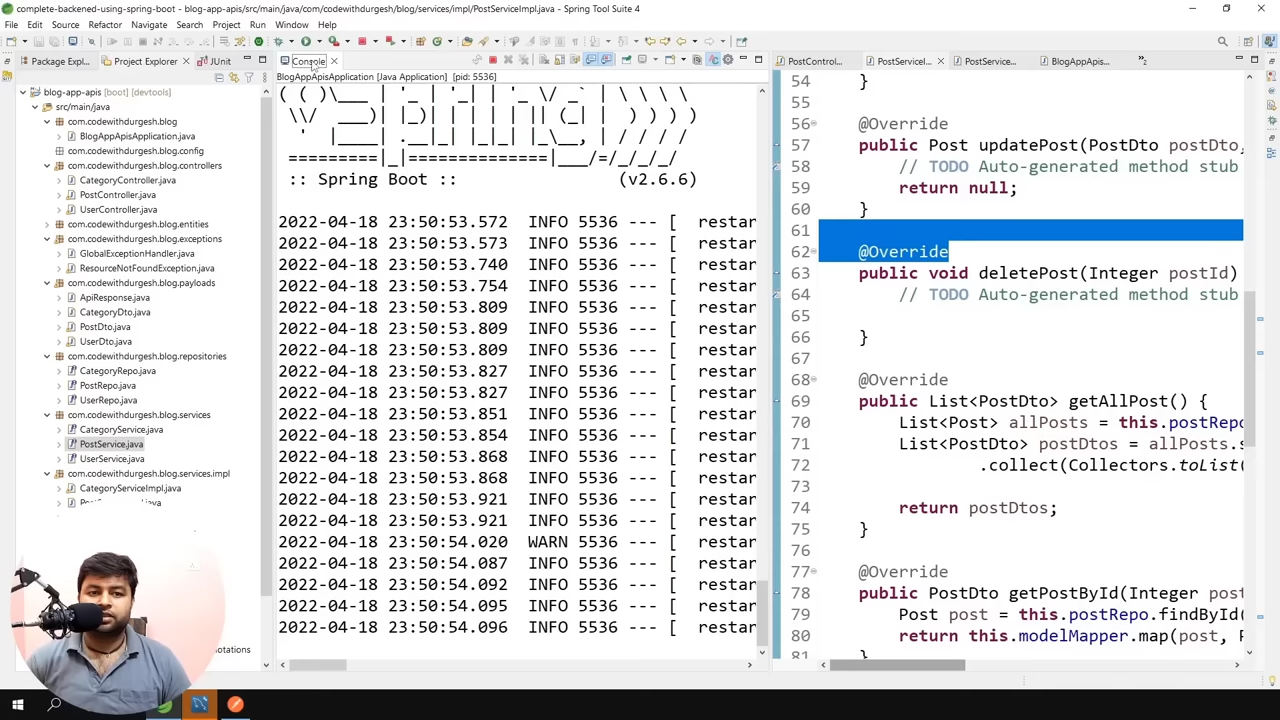 complete-backened-using-spring-boot - blog-app-apis/src/main/java/com/codewithdurgesh/blog/services/impl/PostServiceImpl.java - Spring Tool Suite 4
File Edit Source Refactor Navigate Search Project Run Window Help
Package Expl...
Project Explorer
JUnit
blog-app-apis [boot] [devtools]
src/main/java
com.codewithdurgesh.blog
BlogAppApisApplication.java
com.codewithdurgesh.blog.config
com.codewithdurgesh.blog.controllers
CategoryController.java
PostController.java
UserController.java
com.codewithdurgesh.blog.entities
com.codewithdurgesh.blog.exceptions
GlobalExceptionHandler.java
ResourceNotFoundException.java
com.codewithdurgesh.blog.payloads
ApiResponse.java
CategoryDto.java
PostDto.java
UserDto.java
com.codewithdurgesh.blog.repositories
CategoryRepo.java
PostRepo.java
UserRepo.java
com.codewithdurgesh.blog.services
CategoryService.java
PostService.java
UserService.java
com.codewithdurgesh.blog.services.impl
CategoryServiceImpl.java
notations
Console
BlogAppApisApplication [Java Application] [pid: 5536]
:: Spring Boot :: (v2.6.6)
2022-04-18 23:50:53.572 INFO 5536 --- [ restar
2022-04-18 23:50:53.573 INFO 5536 --- [ restar
2022-04-18 23:50:53.740 INFO 5536 --- [ restar
2022-04-18 23:50:53.754 INFO 5536 --- [ restar
2022-04-18 23:50:53.809 INFO 5536 --- [ restar
2022-04-18 23:50:53.809 INFO 5536 --- [ restar
2022-04-18 23:50:53.809 INFO 5536 --- [ restar
2022-04-18 23:50:53.827 INFO 5536 --- [ restar
2022-04-18 23:50:53.827 INFO 5536 --- [ restar
2022-04-18 23:50:53.851 INFO 5536 --- [ restar
2022-04-18 23:50:53.854 INFO 5536 --- [ restar
2022-04-18 23:50:53.868 INFO 5536 --- [ restar
2022-04-18 23:50:53.868 INFO 5536 --- [ restar
2022-04-18 23:50:53.921 INFO 5536 --- [ restar
2022-04-18 23:50:53.921 INFO 5536 --- [ restar
2022-04-18 23:50:54.020 WARN 5536 --- [ restar
2022-04-18 23:50:54.087 INFO 5536 --- [ restar
2022-04-18 23:50:54.092 INFO 5536 --- [ restar
2022-04-18 23:50:54.095 INFO 5536 --- [ restar
2022-04-18 23:50:54.096 INFO 5536 --- [ restar
PostControl...
PostServiceI...
PostService...
BlogAppApis...
54 }
55
56 @Override
57 public Post updatePost(PostDto postDto,
58 // TODO Auto-generated method stub
59 return null;
60 }
61
62 @Override
63 public void deletePost(Integer postId)
64 // TODO Auto-generated method stub
65
66 }
67
68 @Override
69 public List<PostDto> getAllPost() {
70 List<Post> allPosts = this.postRepo
71 List<PostDto> postDtos = allPosts.s
72 .collect(Collectors.toList(
73
74 return postDtos;
75 }
76
77 @Override
78 public PostDto getPostById(Integer post
79 Post post = this.postRepo.findById(
80 return this.modelMapper.map(post, P
81 }